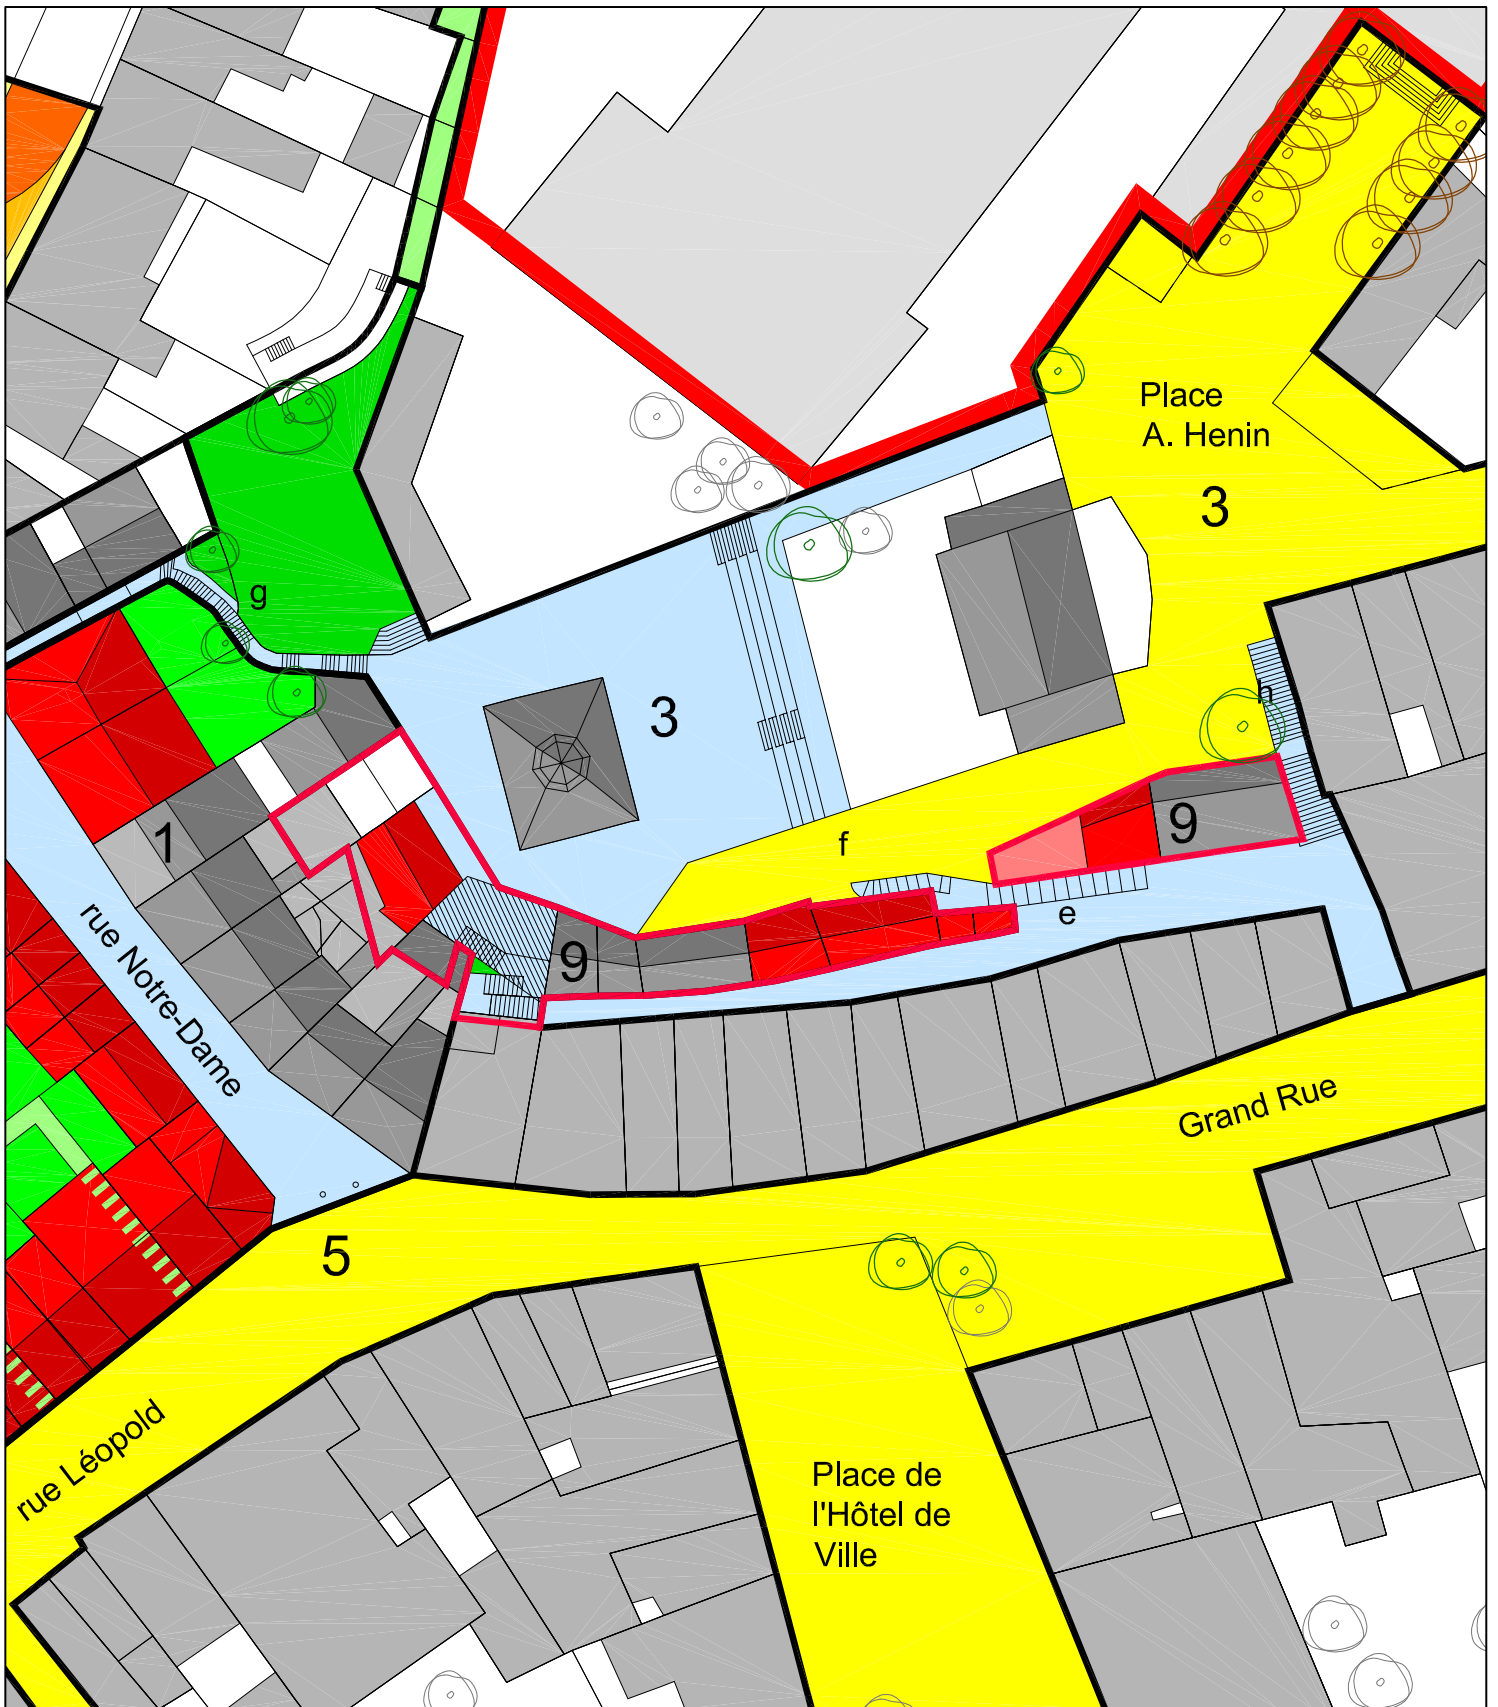 Place
A. Henin
3
g
h
3
9
1
f
e
9
rue Notre-Dame
Grand Rue
5
rue Léopold
Place de
l'Hôtel de
Ville